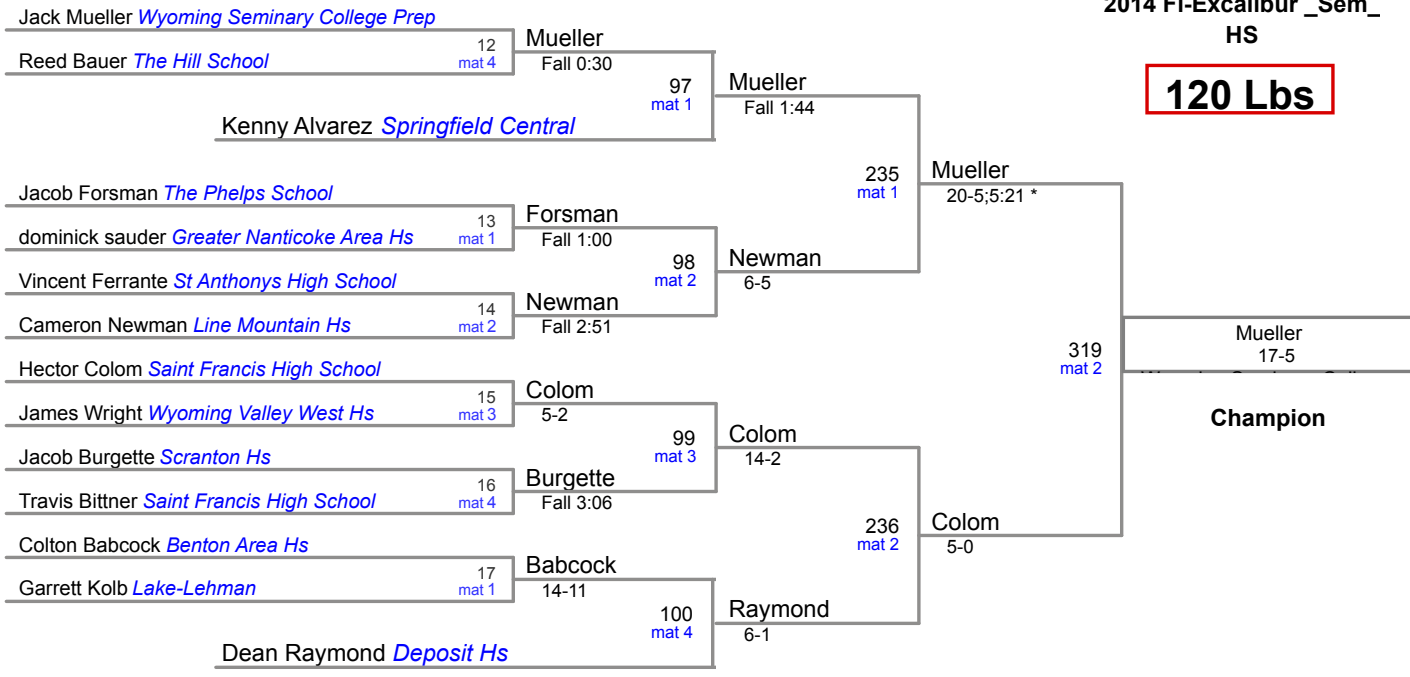 2014 FI-Excalibur _Sem_
HS
120 Lbs
Jack Mueller Wyoming Seminary College Prep
12
mat 4
Reed Bauer The Hill School
Mueller
Fall 0:30
97
mat 1
Kenny Alvarez Springfield Central
Mueller
Fall 1:44
Jacob Forsman The Phelps School
13
mat 1
dominick sauder Greater Nanticoke Area Hs
Forsman
Fall 1:00
98
mat 2
Vincent Ferrante St Anthonys High School
14
mat 2
Cameron Newman Line Mountain Hs
Newman
Fall 2:51
Newman
6-5
235
mat 1
Mueller
20-5;5:21 *
Hector Colom Saint Francis High School
15
mat 3
James Wright Wyoming Valley West Hs
Colom
5-2
99
mat 3
Jacob Burgette Scranton Hs
16
mat 4
Travis Bittner Saint Francis High School
Burgette
Fall 3:06
Colom
14-2
Colton Babcock Benton Area Hs
17
mat 1
Garrett Kolb Lake-Lehman
Babcock
14-11
100
mat 4
Dean Raymond Deposit Hs
Raymond
6-1
236
mat 2
Colom
5-0
319
mat 2
Mueller
17-5
Champion